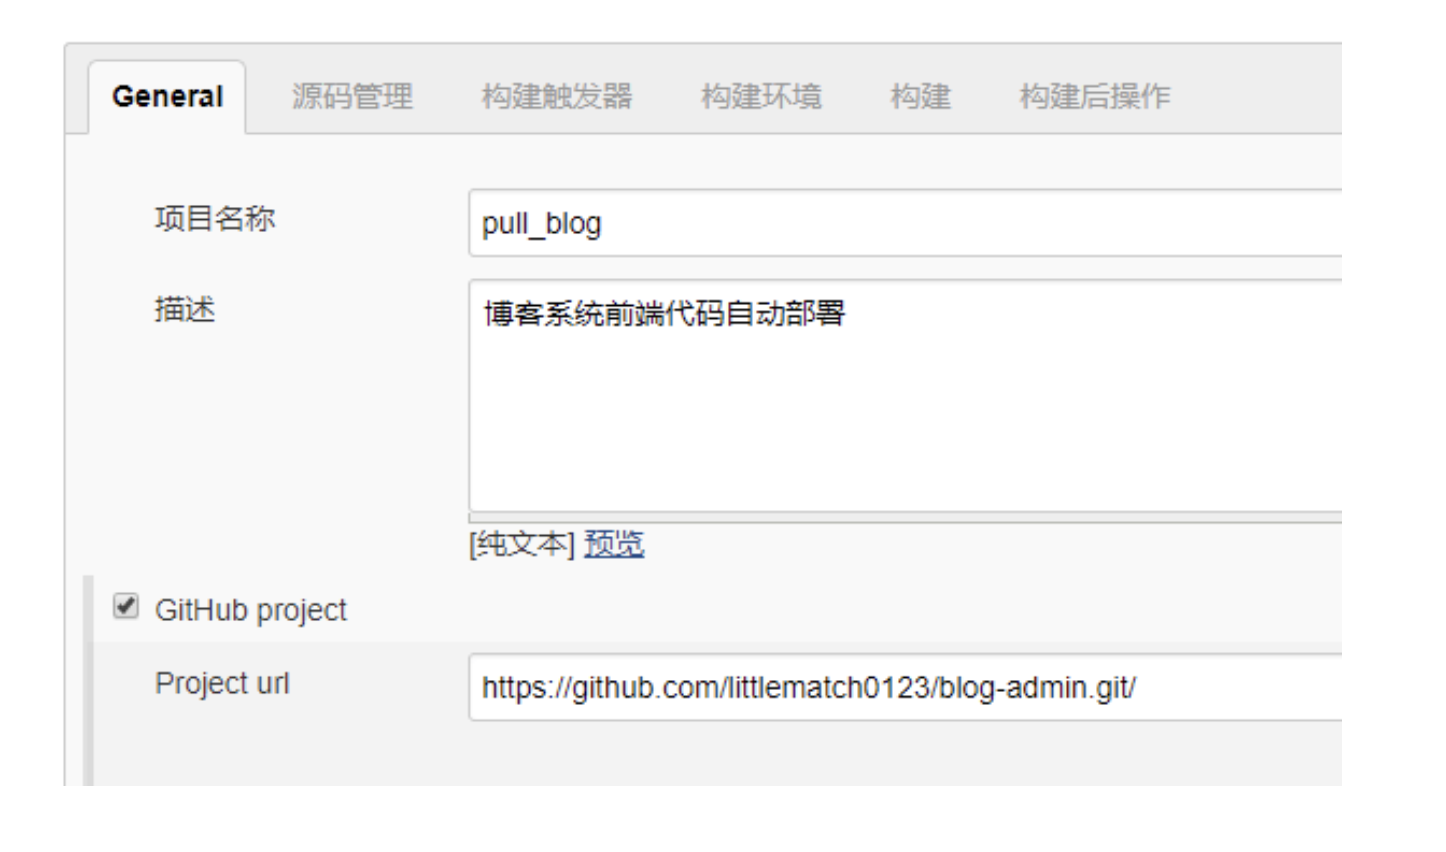 General 源码管理 构建触发器 构建环境 构建 构建后操作
项目名称 pull_blog
描述 博客系统前端代码自动部署
[纯文本] 预览
GitHub project
Project url https://github.com/littlematch0123/blog-admin.git/